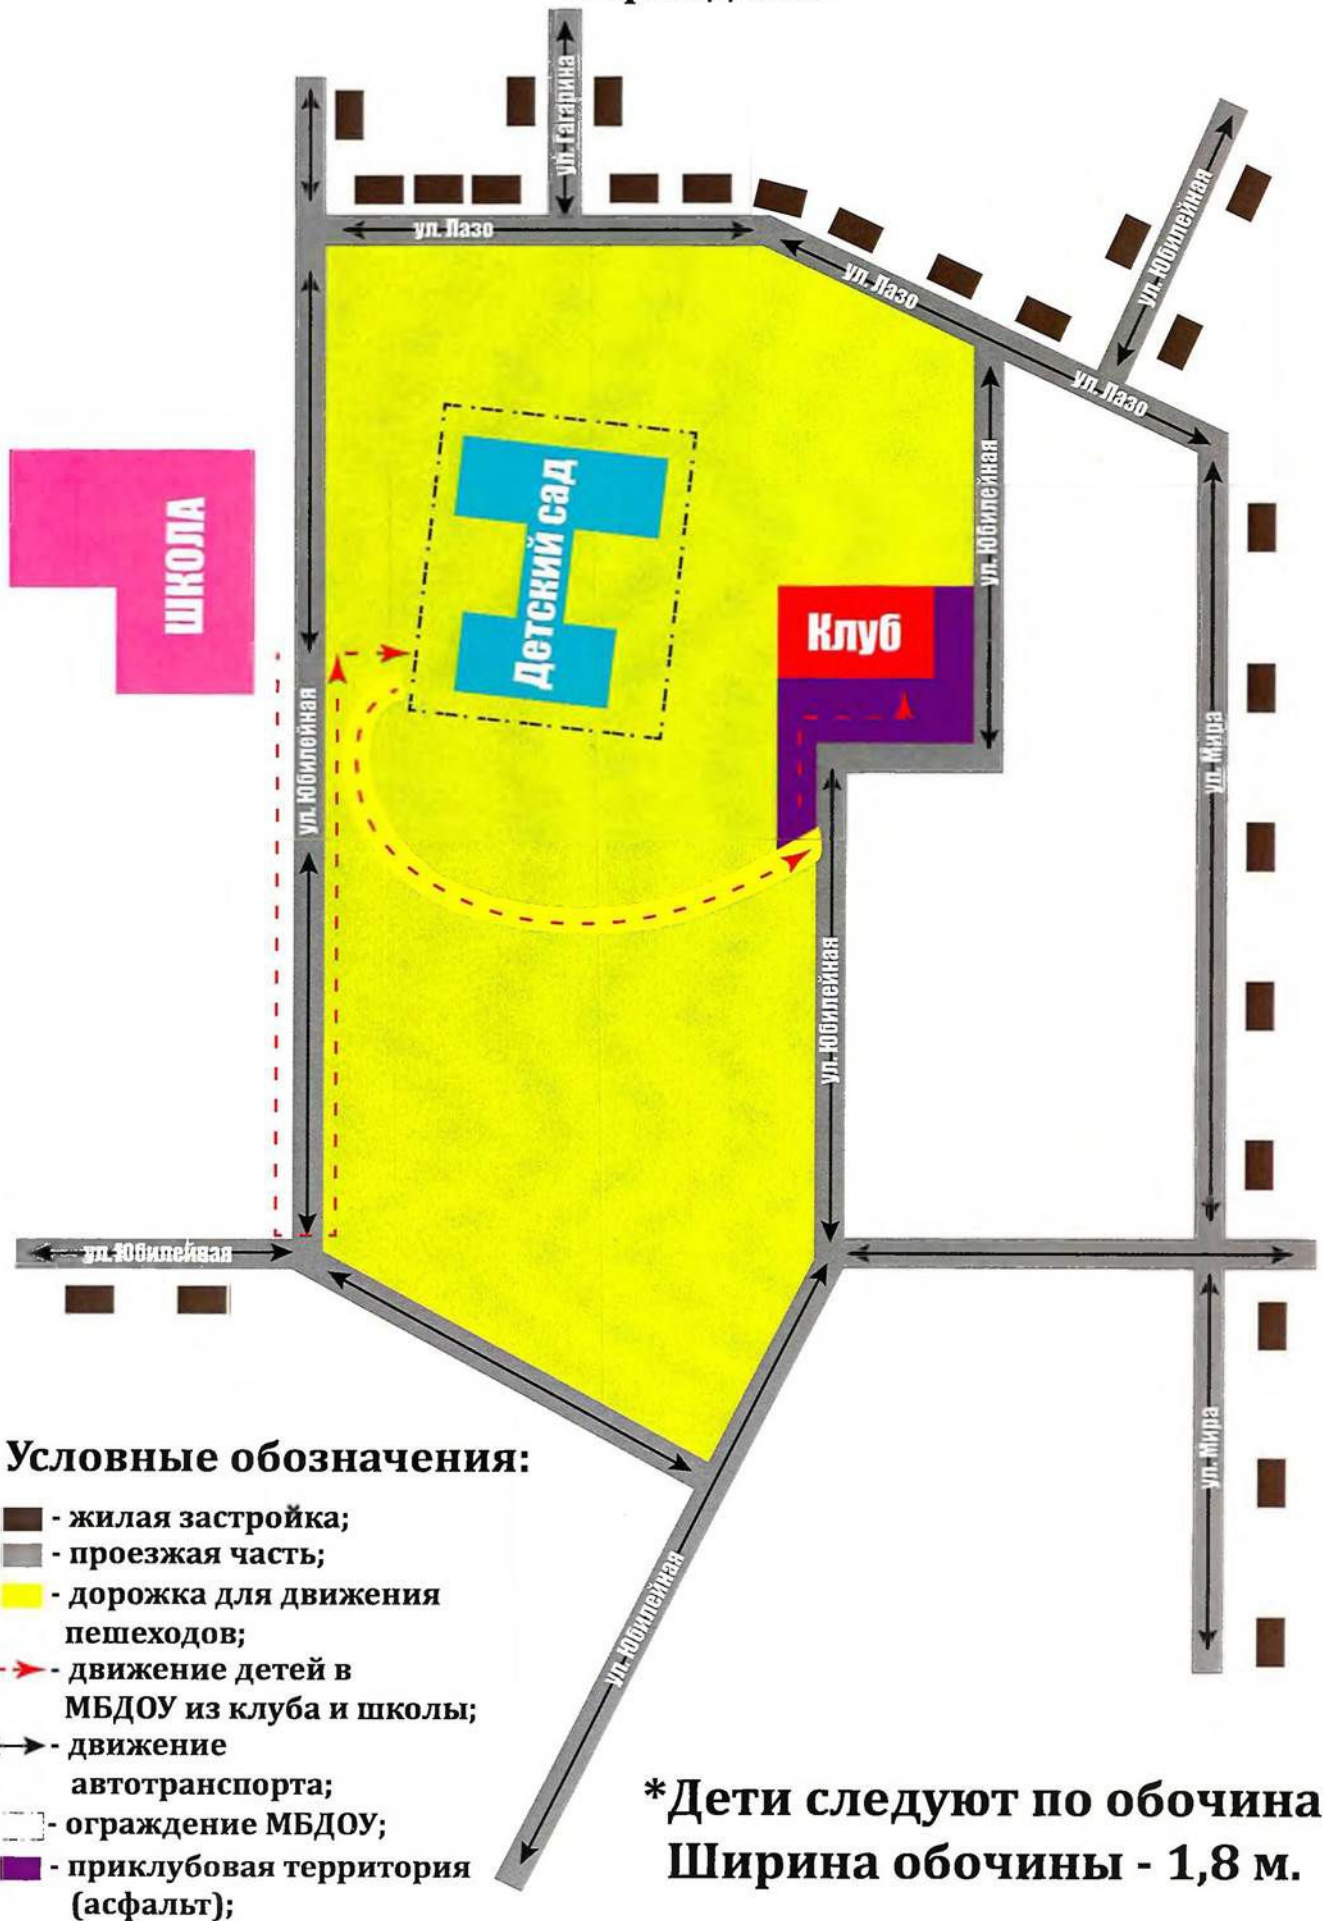 ул. Гагарина
ул. Лазо
ул. Лазо
ул. Юбилейная
ул. Лазо
ШКОЛА
Детский сад
ул. Юбилейная
Клуб
ул. Юбилейная
ул. Мира
ул. Юбилейная
ул. Юбилейная
ул. Мира
ул. Юбилейная
Условные обозначения:
- жилая застройка;
- проезжая часть;
- дорожка для движения
пешеходов;
- движение детей в
МБДОУ из клуба и школы;
- движение
автотранспорта;
- ограждение МБДОУ;
- приклубовая территория
(асфальт);
*Дети следуют по обочина
Ширина обочины - 1,8 м.